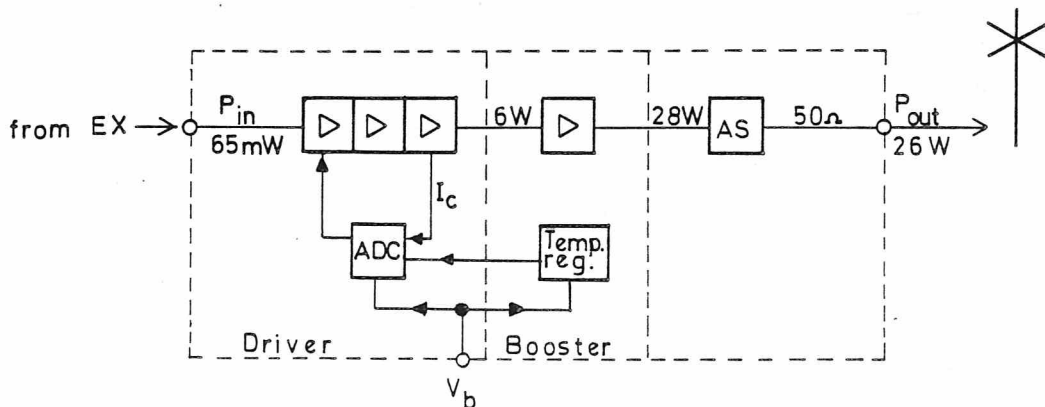 from EX
P_in
65mW
6W
28W
AS
50Ω
P_out
26W
I_c
ADC
Temp.
reg.
Driver
Booster
V_b